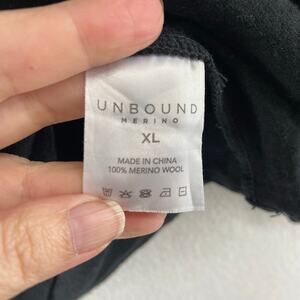 UNBOUND
MERINO
XL
MADE IN CHINA
100% MERINO WOOL